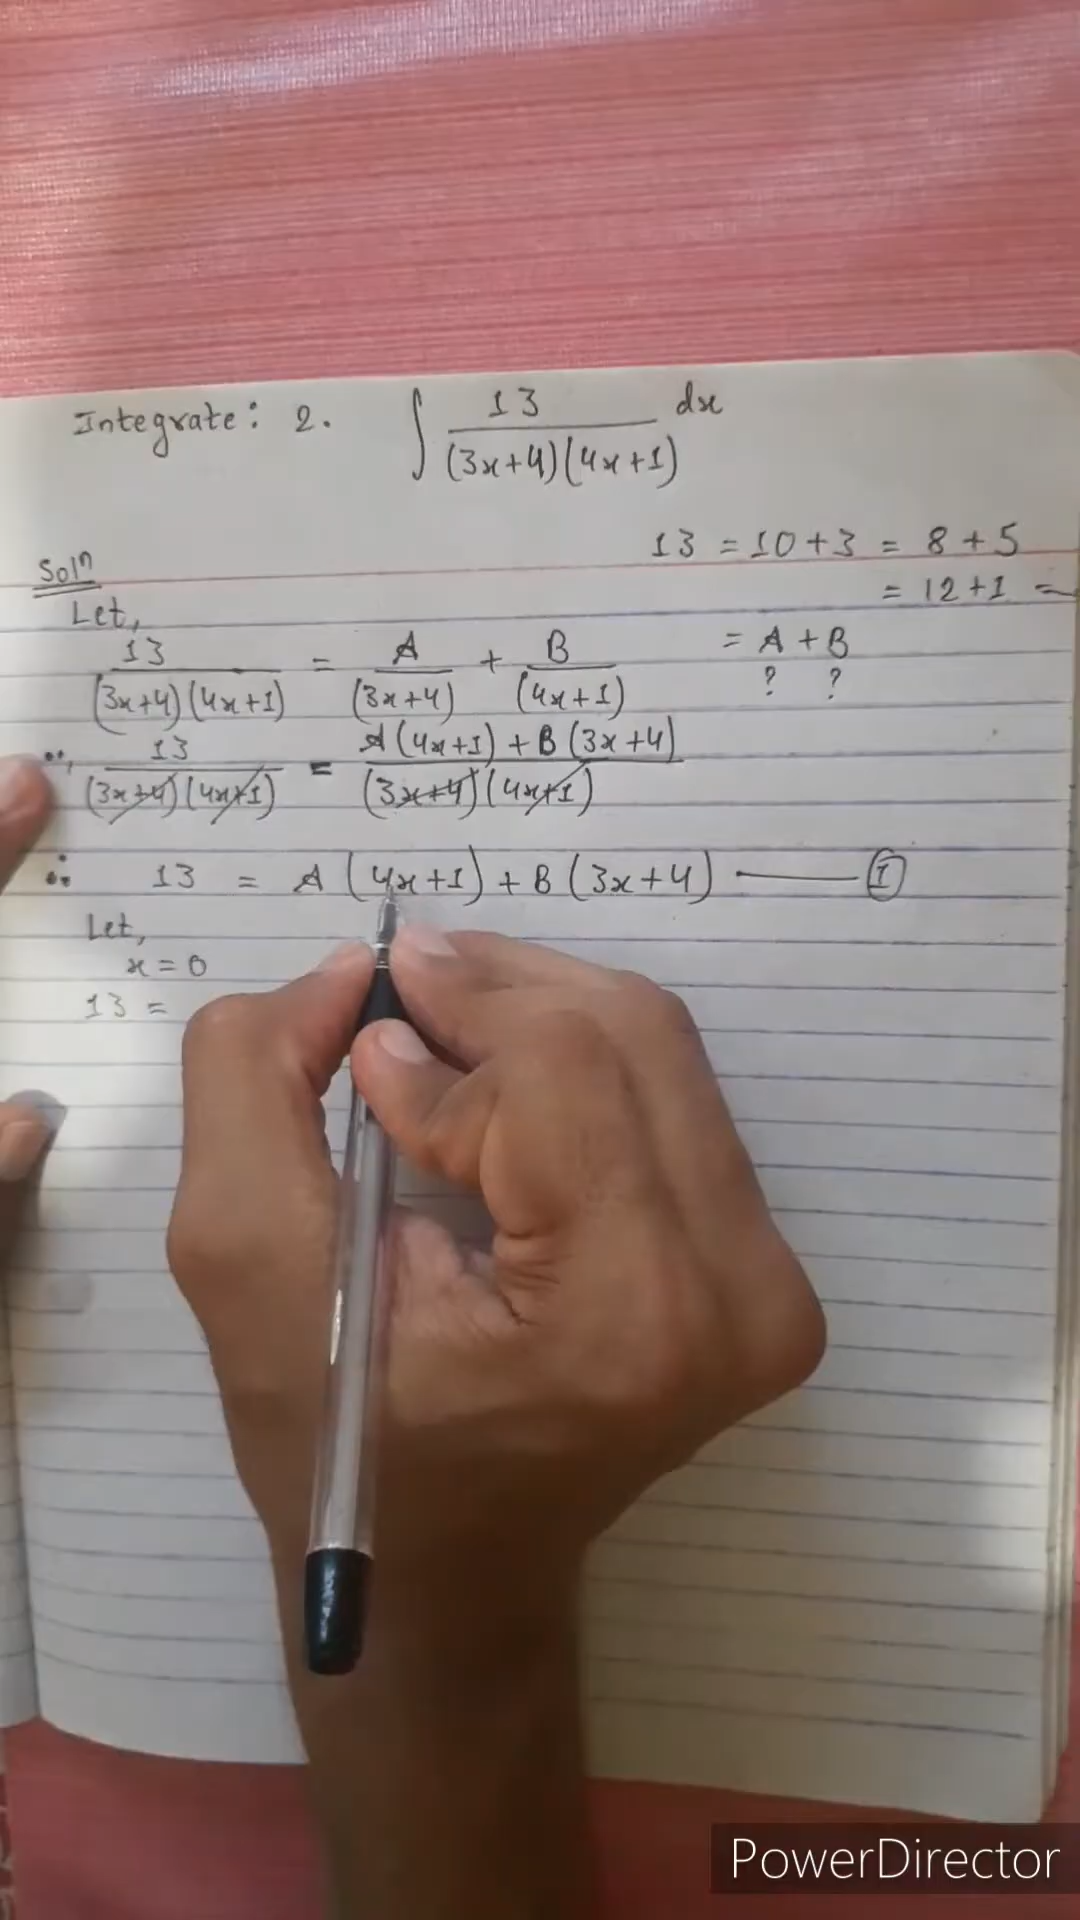 Integrate: 2. ∫ 13 / (3x+4)(4x+1) dx
13 = 10+3 = 8+5
= 12+1 =
= A + B
? ?
Solⁿ
Let,
13 / (3x+4)(4x+1) = A / (3x+4) + B / (4x+1)
∴, 13 / (3x+4)(4x+1) = A(4x+1) + B(3x+4) / (3x+4)(4x+1)
∴ 13 = A (4x+1) + B (3x+4) ——— I
Let,
x = 0
13 =
PowerDirector